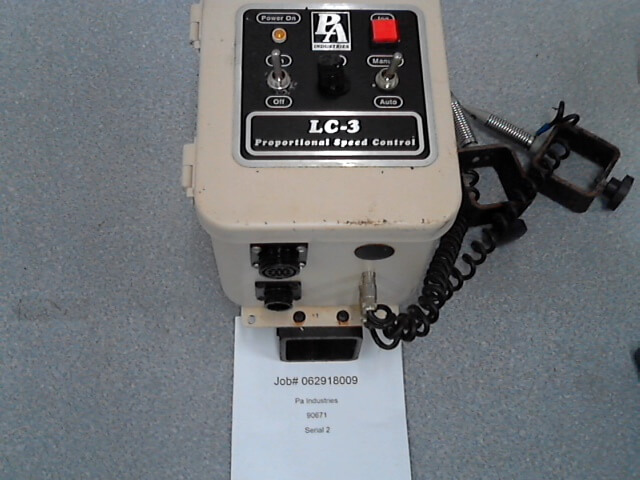 Power On
PA
INDUSTRIES
Jog
Manual
Off
Auto
LC-3
Proportional Speed Control
Job# 062918009
Pa Industries
90671
Serial 2